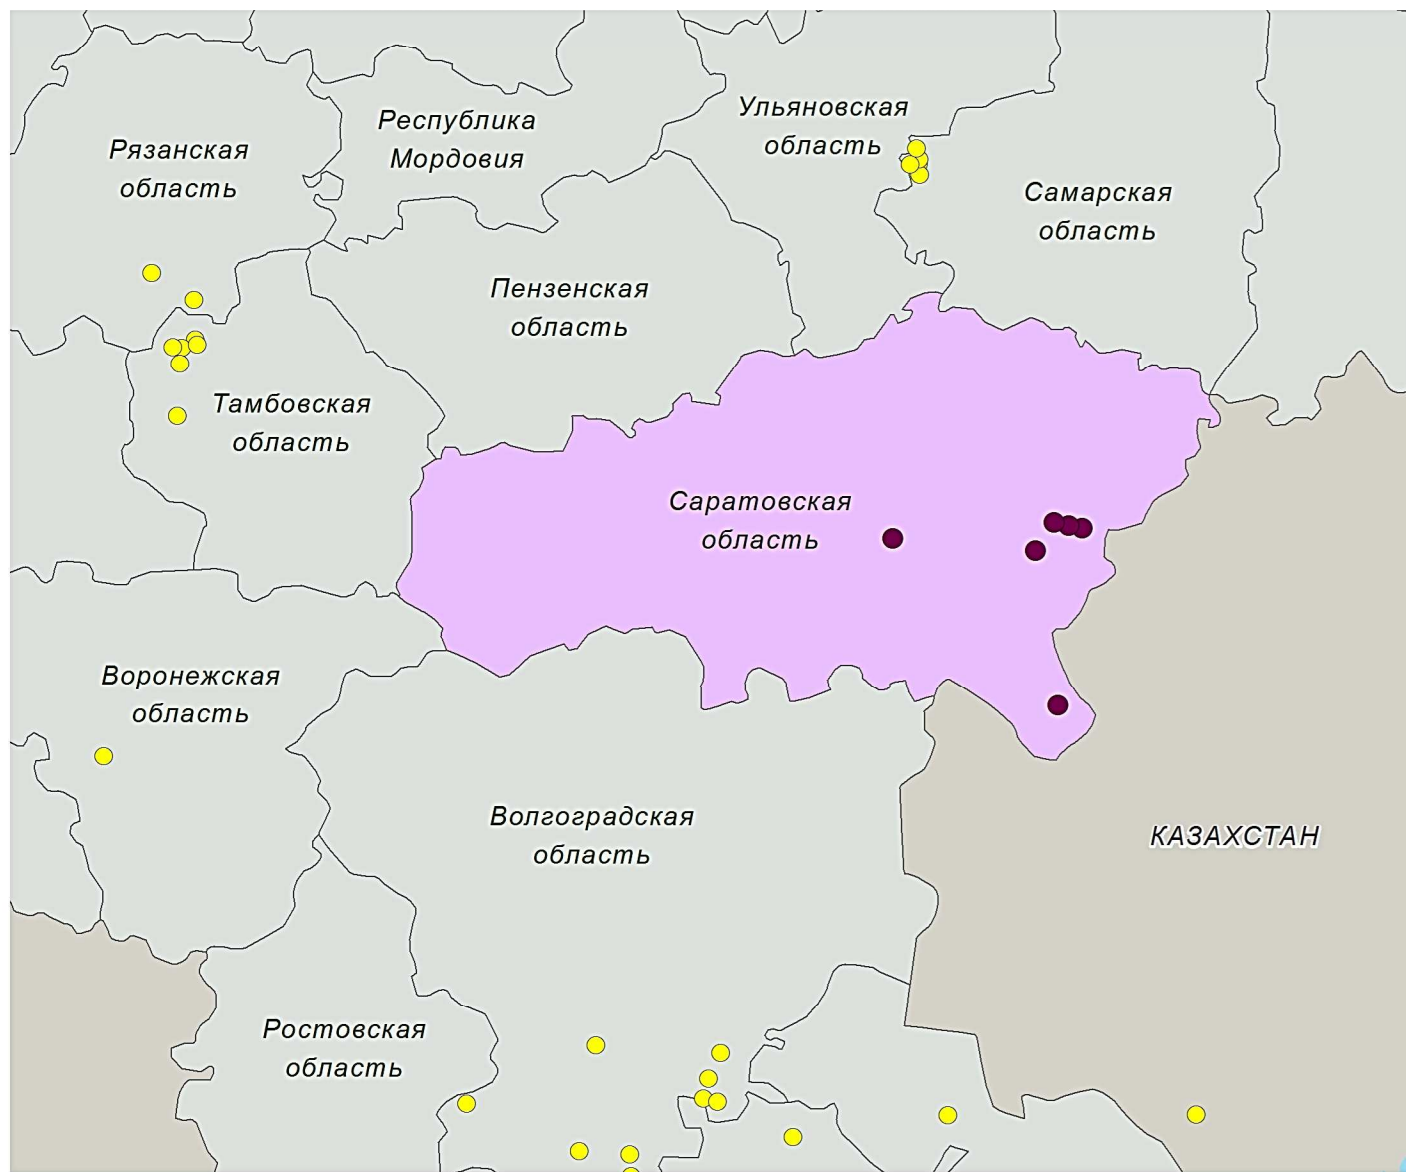 Республика
Мордовия
Ульяновская
область
Рязанская
область
Самарская
область
Пензенская
область
Тамбовская
область
Саратовская
область
Воронежская
область
Волгоградская
область
КАЗАХСТАН
Ростовская
область